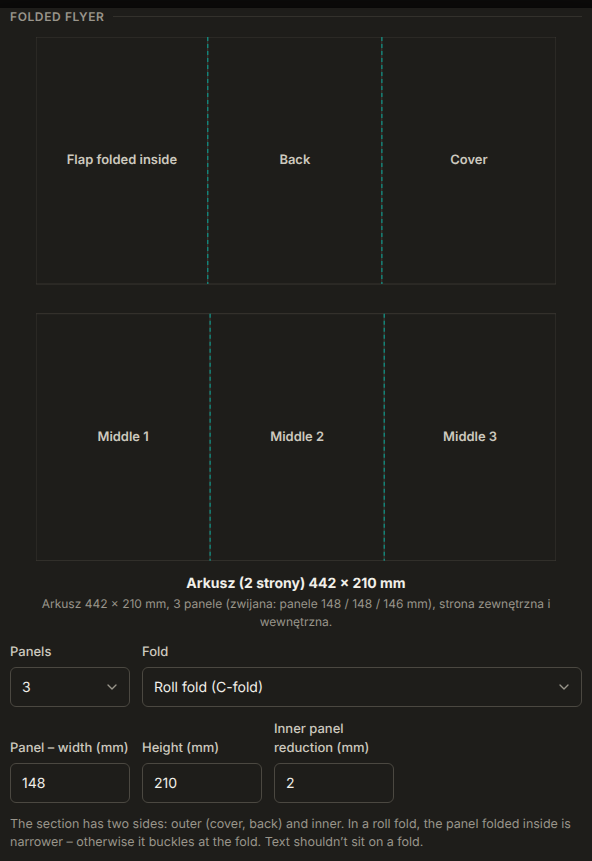 FOLDED FLYER
Flap folded inside
Back
Cover
Middle 1
Middle 2
Middle 3
Arkusz (2 strony) 442 × 210 mm
Arkusz 442 × 210 mm, 3 panele (zwijana: panele 148 / 148 / 146 mm), strona zewnętrzna i
wewnętrzna.
Panels
Fold
3
Roll fold (C-fold)
Panel – width (mm)
Height (mm)
Inner panel
reduction (mm)
148
210
2
The section has two sides: outer (cover, back) and inner. In a roll fold, the panel folded inside is
narrower – otherwise it buckles at the fold. Text shouldn't sit on a fold.